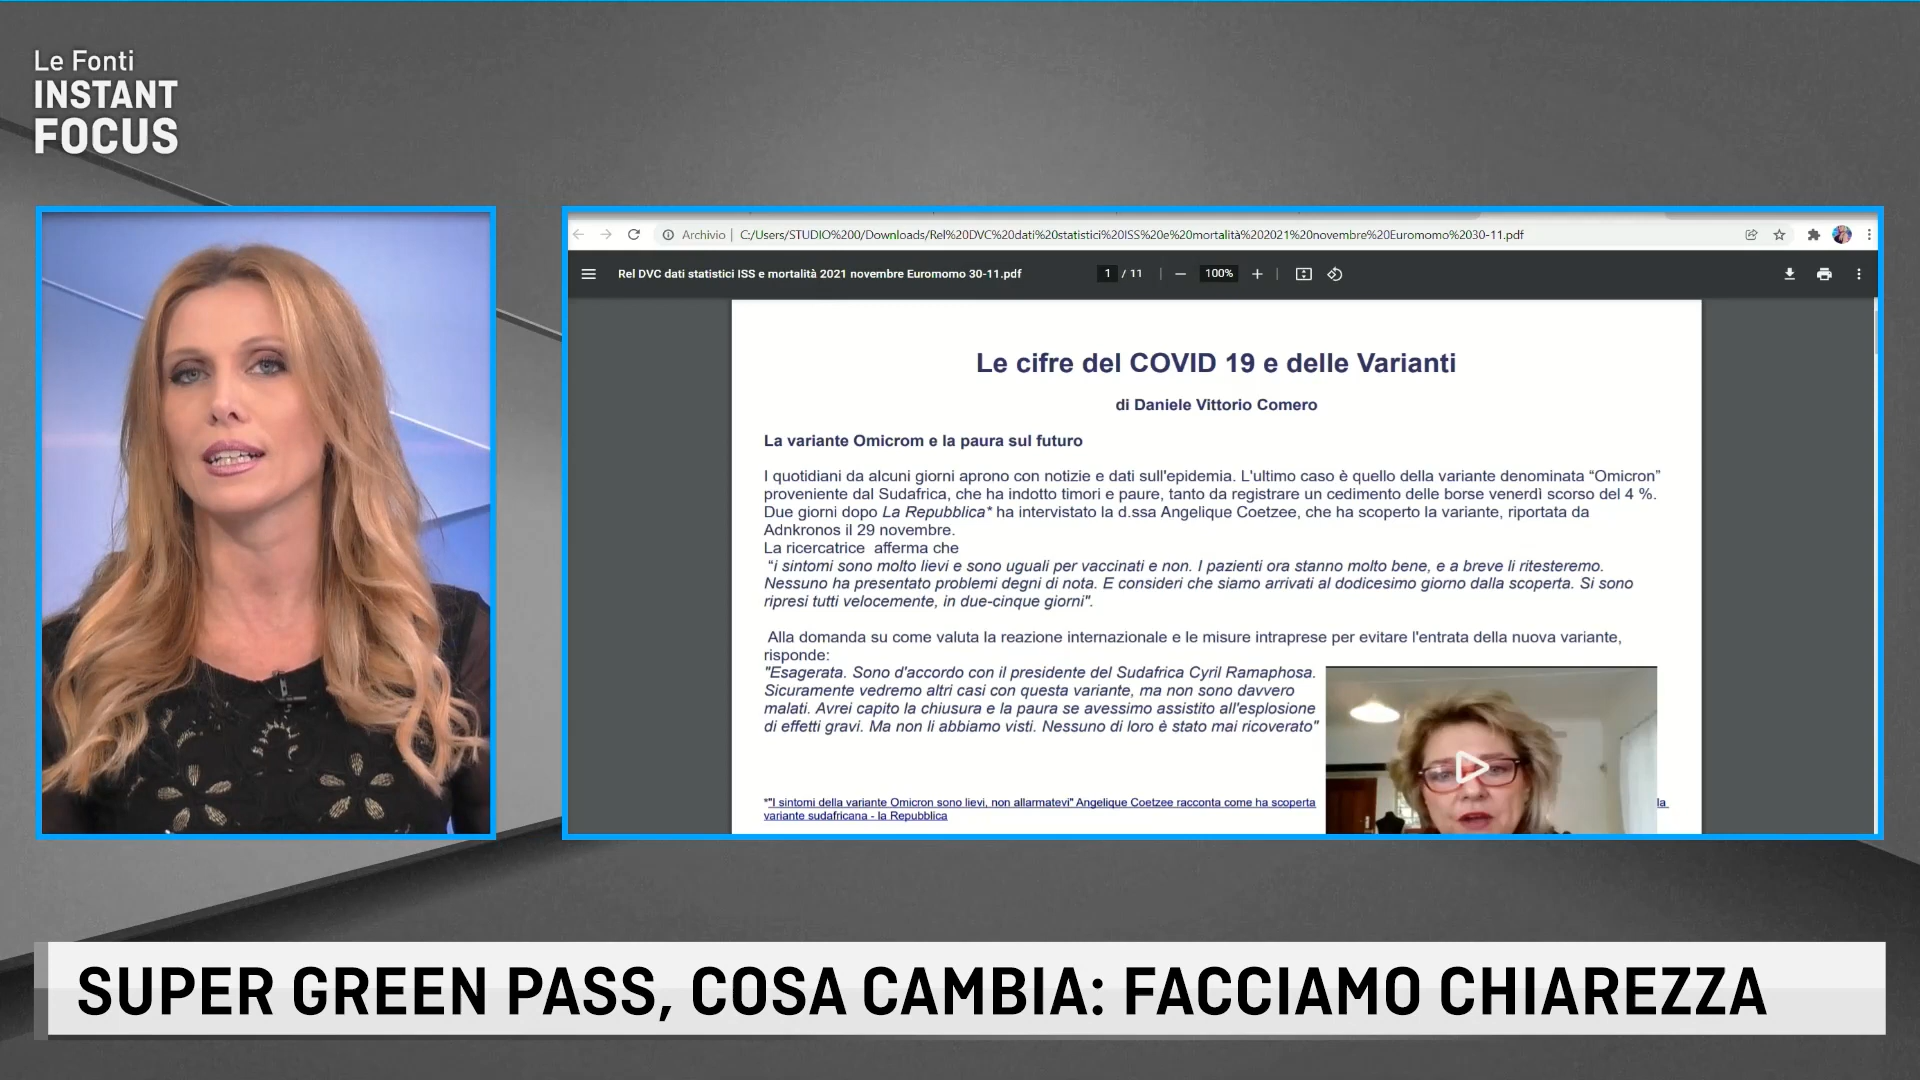 Le Fonti
INSTANT
FOCUS
Archivio | C:/Users/STUDIO%200/Downloads/Rel%20DVC%20dati%20statistici%20ISS%20e%20mortalità%202021%20novembre%20Euromomo%2030-11.pdf
Rel DVC dati statistici ISS e mortalità 2021 novembre Euromomo 30-11.pdf
1 / 11
100%
Le cifre del COVID 19 e delle Varianti
di Daniele Vittorio Comero
La variante Omicrom e la paura sul futuro
I quotidiani da alcuni giorni aprono con notizie e dati sull'epidemia. L'ultimo caso è quello della variante denominata “Omicron”
proveniente dal Sudafrica, che ha indotto timori e paure, tanto da registrare un cedimento delle borse venerdì scorso del 4 %.
Due giorni dopo La Repubblica* ha intervistato la d.ssa Angelique Coetzee, che ha scoperto la variante, riportata da
Adnkronos il 29 novembre.
La ricercatrice afferma che
“i sintomi sono molto lievi e sono uguali per vaccinati e non. I pazienti ora stanno molto bene, e a breve li ritesteremo.
Nessuno ha presentato problemi degni di nota. E consideri che siamo arrivati al dodicesimo giorno dalla scoperta. Si sono
ripresi tutti velocemente, in due-cinque giorni".
Alla domanda su come valuta la reazione internazionale e le misure intraprese per evitare l'entrata della nuova variante,
risponde:
"Esagerata. Sono d'accordo con il presidente del Sudafrica Cyril Ramaphosa.
Sicuramente vedremo altri casi con questa variante, ma non sono davvero
malati. Avrei capito la chiusura e la paura se avessimo assistito all'esplosione
di effetti gravi. Ma non li abbiamo visti. Nessuno di loro è stato mai ricoverato"
*"I sintomi della variante Omicron sono lievi, non allarmatevi" Angelique Coetzee racconta come ha scoperta la
variante sudafricana - la Repubblica
SUPER GREEN PASS, COSA CAMBIA: FACCIAMO CHIAREZZA